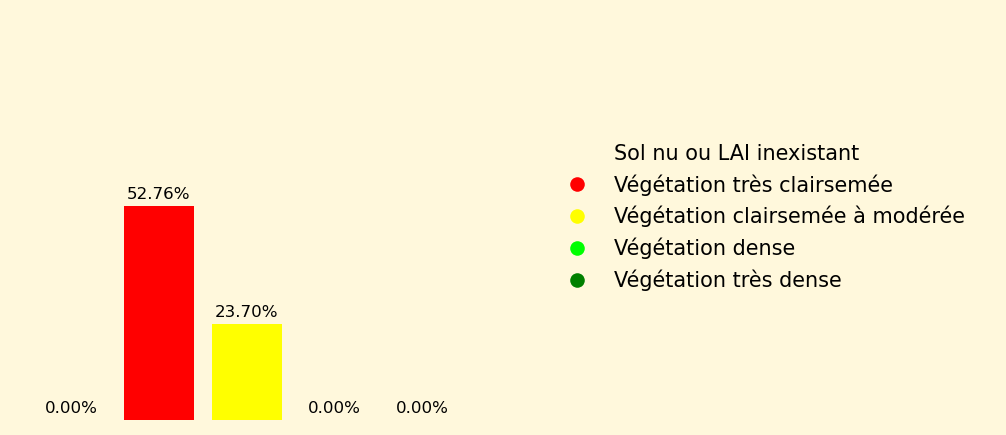 Sol nu ou LAI inexistant
52.76% Végétation très clairsemée
Végétation clairsemée à modérée
Végétation dense
Végétation très dense
23.70%
0.00% 0.00% 0.00%